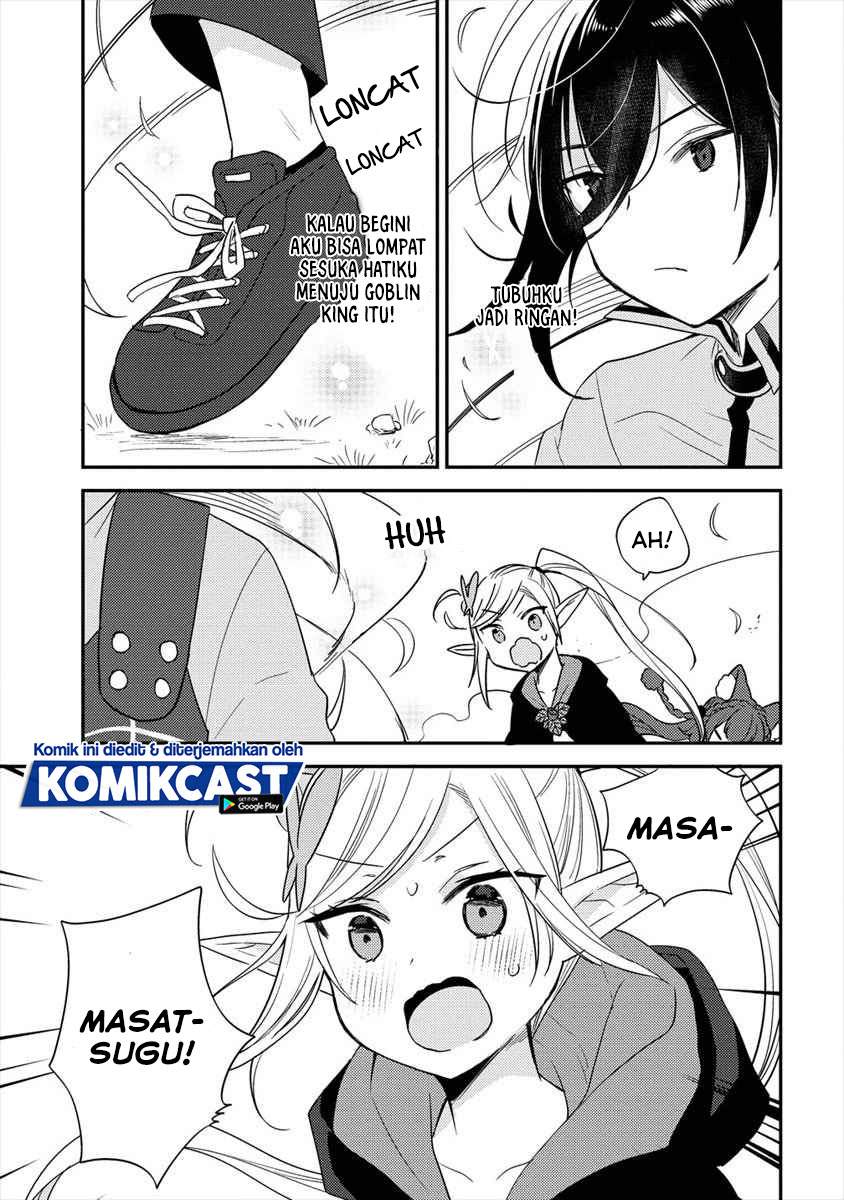 TUBUHKU
JADI RINGAN!
LONCAT
LONCAT
KALAU BEGINI
AKU BISA LOMPAT
SESUKA HATIKU
MENUJU GOBLIN
KING ITU!
AH!
HUH
Komik ini diedit & diterjemahkan oleh
KOMIKCAST
GET IT ON
Google Play
MASA-
MASAT-
SUGU!